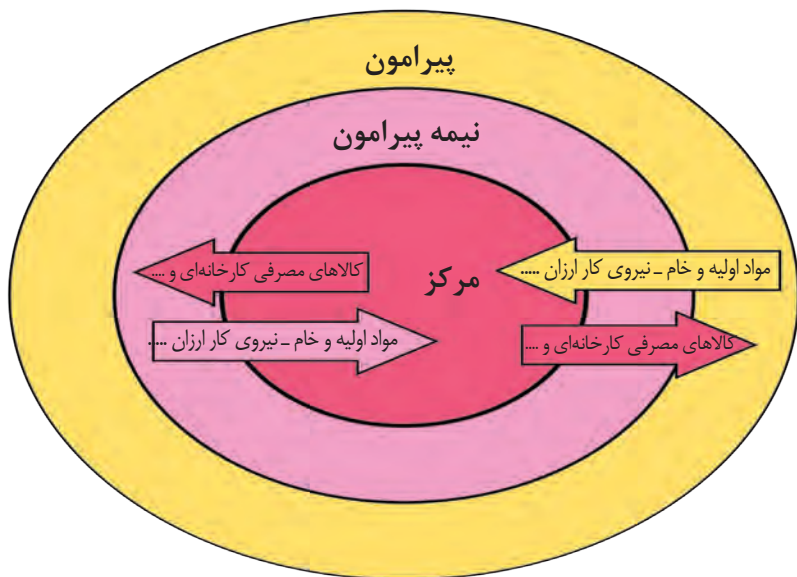 پیرامون
نیمه پیرامون
مرکز
مواد اولیه و خام ـ نیروی کار ارزان .....
کالاهای مصرفی کارخانه‌ای و ....
مواد اولیه و خام ـ نیروی کار ارزان .....
کالاهای مصرفی کارخانه‌ای و ....